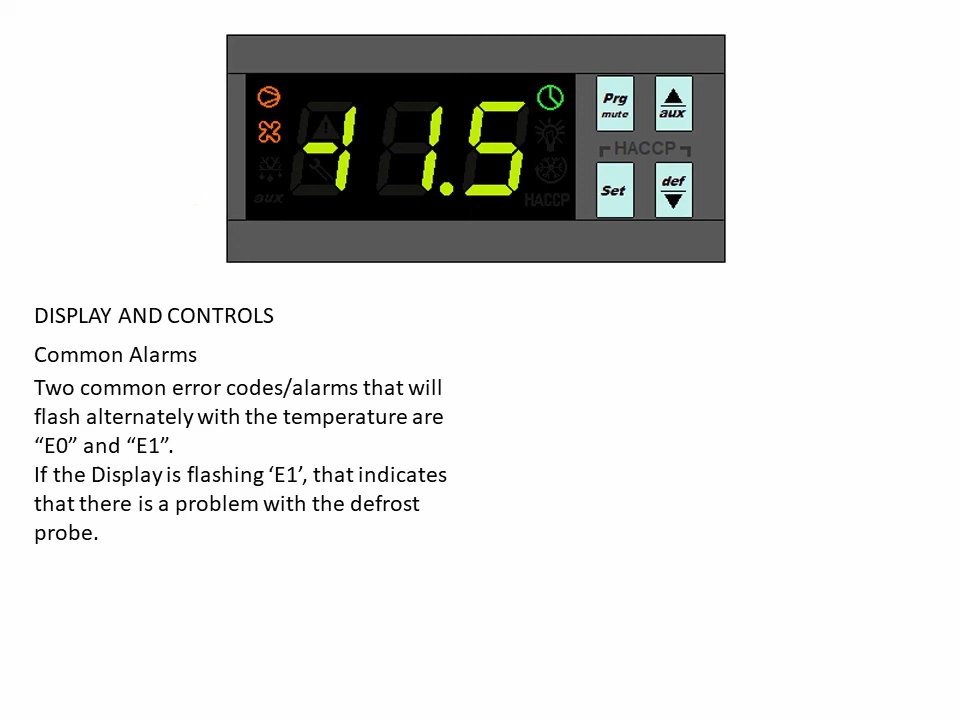 -11.5
Prg
mute
aux
HACCP
Set
def
aux
HACCP
DISPLAY AND CONTROLS
Common Alarms
Two common error codes/alarms that will
flash alternately with the temperature are
“E0” and “E1”.
If the Display is flashing ‘E1’, that indicates
that there is a problem with the defrost
probe.